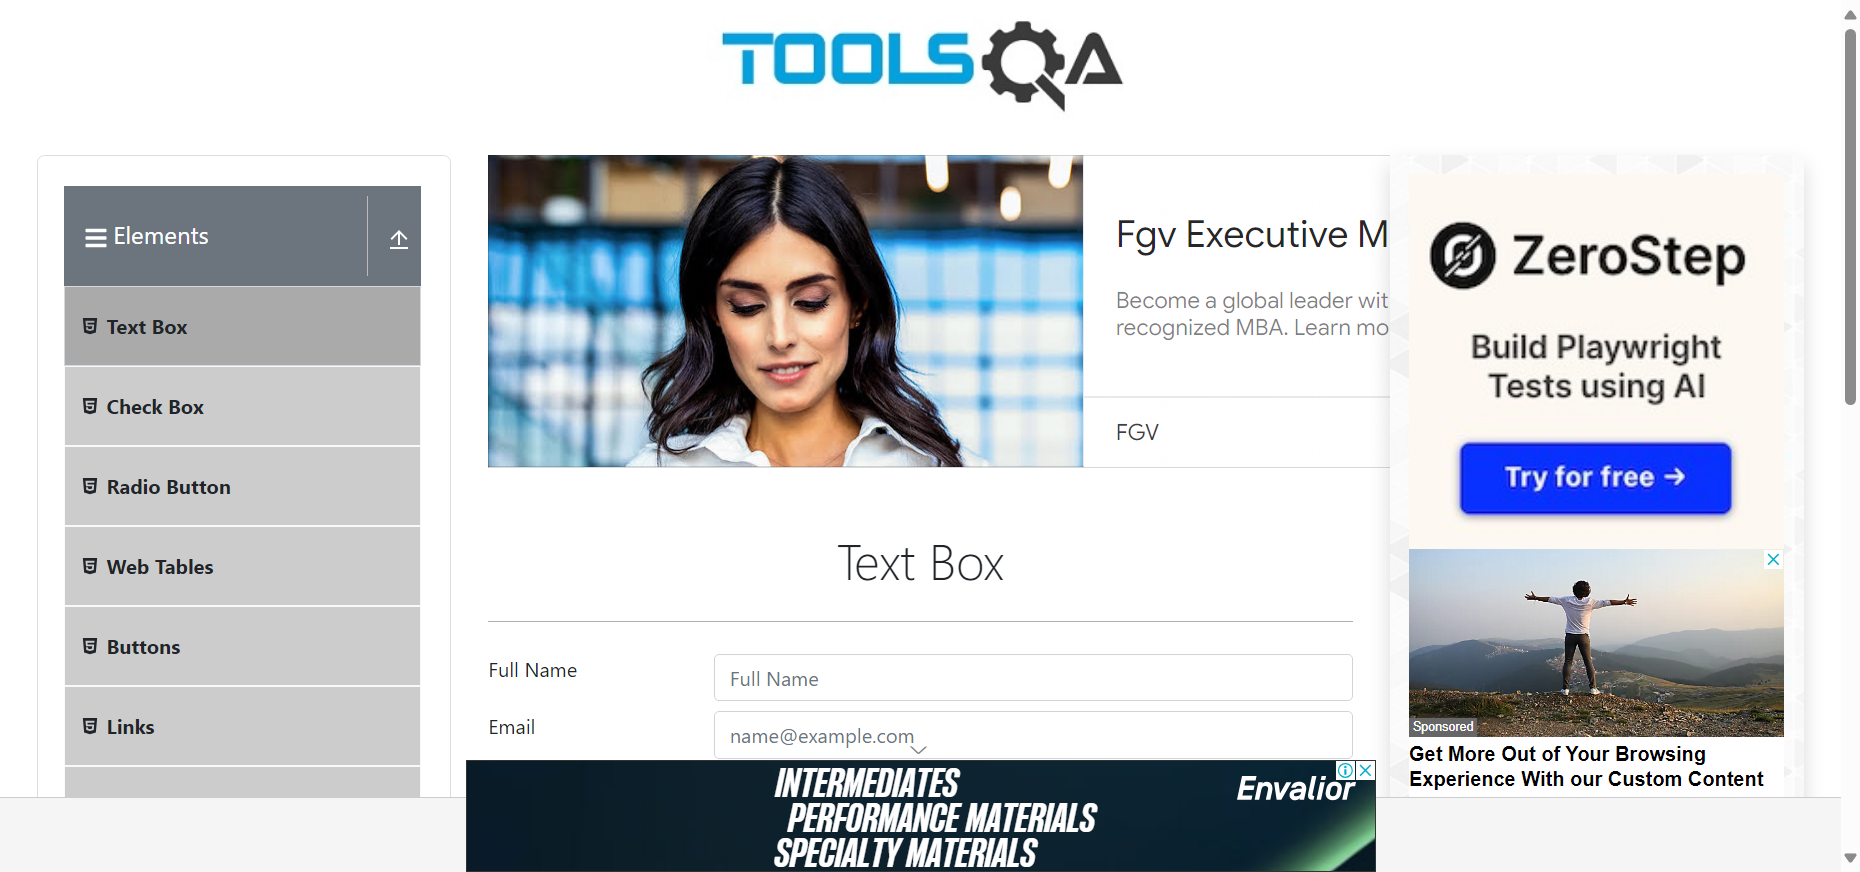 TOOLSQA
Elements
Text Box
Check Box
Radio Button
Web Tables
Buttons
Links
Fgv Executive M
Become a global leader wit
recognized MBA. Learn mo
FGV
Text Box
Full Name
Full Name
Email
name@example.com
ZeroStep
Build Playwright
Tests using AI
Try for free →
Sponsored
Get More Out of Your Browsing
Experience With our Custom Content
INTERMEDIATES
PERFORMANCE MATERIALS
SPECIALTY MATERIALS
Envalior